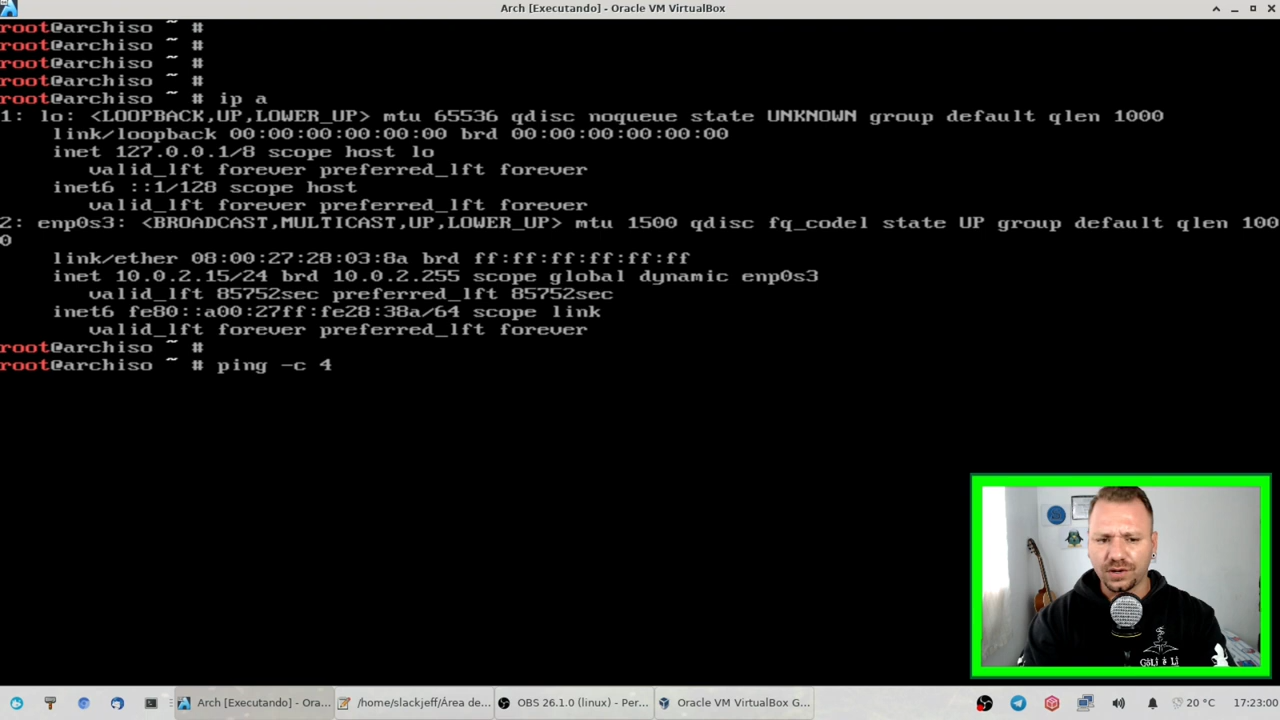 Arch [Executando] - Oracle VM VirtualBox
root@archiso ~ #
root@archiso ~ #
root@archiso ~ #
root@archiso ~ #
root@archiso ~ # ip a
1: lo: <LOOPBACK,UP,LOWER_UP> mtu 65536 qdisc noqueue state UNKNOWN group default qlen 1000
link/loopback 00:00:00:00:00:00 brd 00:00:00:00:00:00
inet 127.0.0.1/8 scope host lo
valid_lft forever preferred_lft forever
inet6 ::1/128 scope host
valid_lft forever preferred_lft forever
2: enp0s3: <BROADCAST,MULTICAST,UP,LOWER_UP> mtu 1500 qdisc fq_codel state UP group default qlen 100
0
link/ether 08:00:27:28:03:8a brd ff:ff:ff:ff:ff:ff
inet 10.0.2.15/24 brd 10.0.2.255 scope global dynamic enp0s3
valid_lft 85752sec preferred_lft 85752sec
inet6 fe80::a00:27ff:fe28:38a/64 scope link
valid_lft forever preferred_lft forever
root@archiso ~ #
root@archiso ~ # ping -c 4
Arch [Executando] - Ora...
/home/slackjeff/Área de...
OBS 26.1.0 (linux) - Per...
Oracle VM VirtualBox G...
20 °C
17:23:00